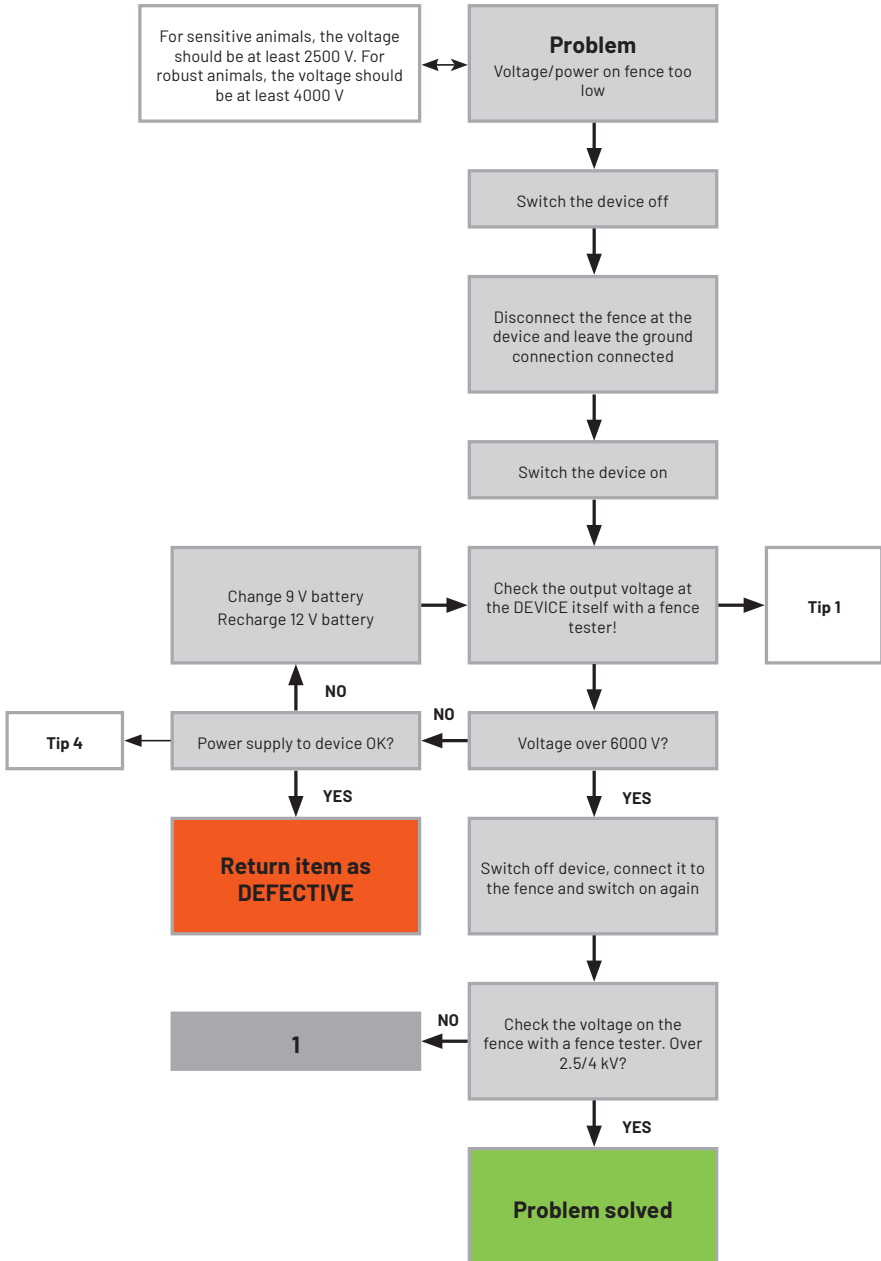 For sensitive animals, the voltage
should be at least 2500 V. For
robust animals, the voltage should
be at least 4000 V
Problem
Voltage/power on fence too
low
Switch the device off
Disconnect the fence at the
device and leave the ground
connection connected
Switch the device on
Change 9 V battery
Recharge 12 V battery
Check the output voltage at
the DEVICE itself with a fence
tester!
Tip 1
NO
NO
Tip 4
Power supply to device OK?
Voltage over 6000 V?
YES
YES
Return item as
DEFECTIVE
Switch off device, connect it to
the fence and switch on again
1
NO
Check the voltage on the
fence with a fence tester. Over
2.5/4 kV?
YES
Problem solved